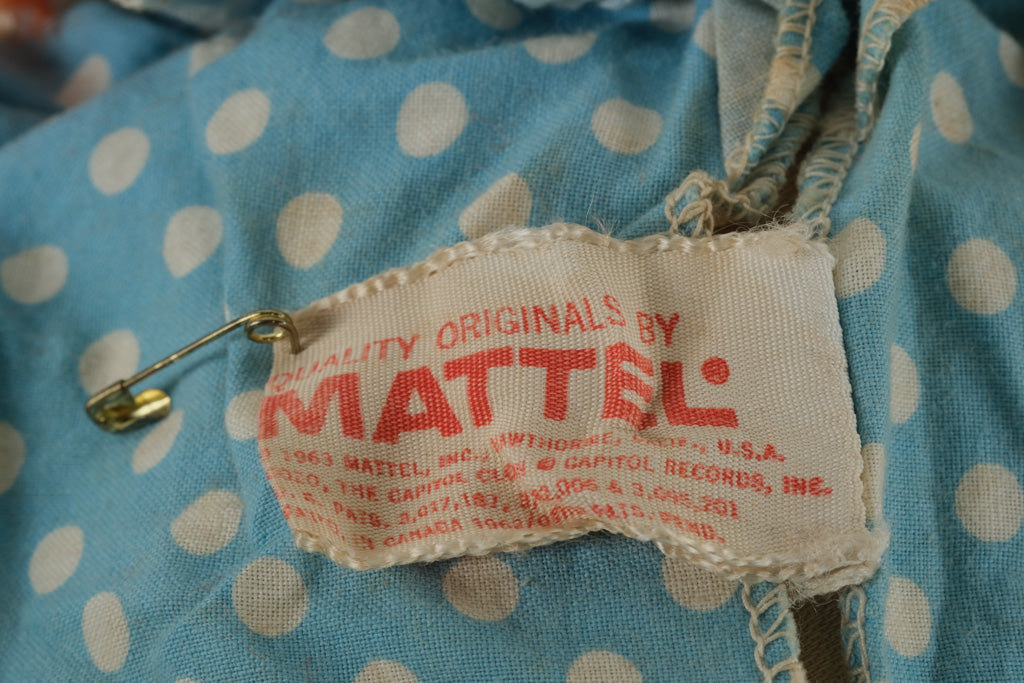 QUALITY ORIGINALS BY
MATTEL
1963 MATTEL, INC., HAWTHORNE, CALIF., U.S.A.
THE CAPITOL CLOWN © CAPITOL RECORDS, INC.
PATS. 3,017,187, & 3,095,201
CANADA 1962/ PATS. PEND.